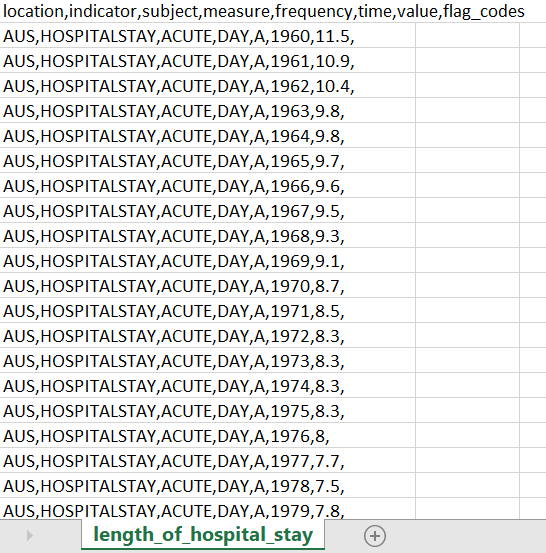 location,indicator,subject,measure,frequency,time,value,flag_codes
AUS,HOSPITALSTAY,ACUTE,DAY,A,1960,11.5,
AUS,HOSPITALSTAY,ACUTE,DAY,A,1961,10.9,
AUS,HOSPITALSTAY,ACUTE,DAY,A,1962,10.4,
AUS,HOSPITALSTAY,ACUTE,DAY,A,1963,9.8,
AUS,HOSPITALSTAY,ACUTE,DAY,A,1964,9.8,
AUS,HOSPITALSTAY,ACUTE,DAY,A,1965,9.7,
AUS,HOSPITALSTAY,ACUTE,DAY,A,1966,9.6,
AUS,HOSPITALSTAY,ACUTE,DAY,A,1967,9.5,
AUS,HOSPITALSTAY,ACUTE,DAY,A,1968,9.3,
AUS,HOSPITALSTAY,ACUTE,DAY,A,1969,9.1,
AUS,HOSPITALSTAY,ACUTE,DAY,A,1970,8.7,
AUS,HOSPITALSTAY,ACUTE,DAY,A,1971,8.5,
AUS,HOSPITALSTAY,ACUTE,DAY,A,1972,8.3,
AUS,HOSPITALSTAY,ACUTE,DAY,A,1973,8.3,
AUS,HOSPITALSTAY,ACUTE,DAY,A,1974,8.3,
AUS,HOSPITALSTAY,ACUTE,DAY,A,1975,8.3,
AUS,HOSPITALSTAY,ACUTE,DAY,A,1976,8,
AUS,HOSPITALSTAY,ACUTE,DAY,A,1977,7.7,
AUS,HOSPITALSTAY,ACUTE,DAY,A,1978,7.5,
AUS,HOSPITALSTAY,ACUTE,DAY,A,1979,7.8,
length_of_hospital_stay